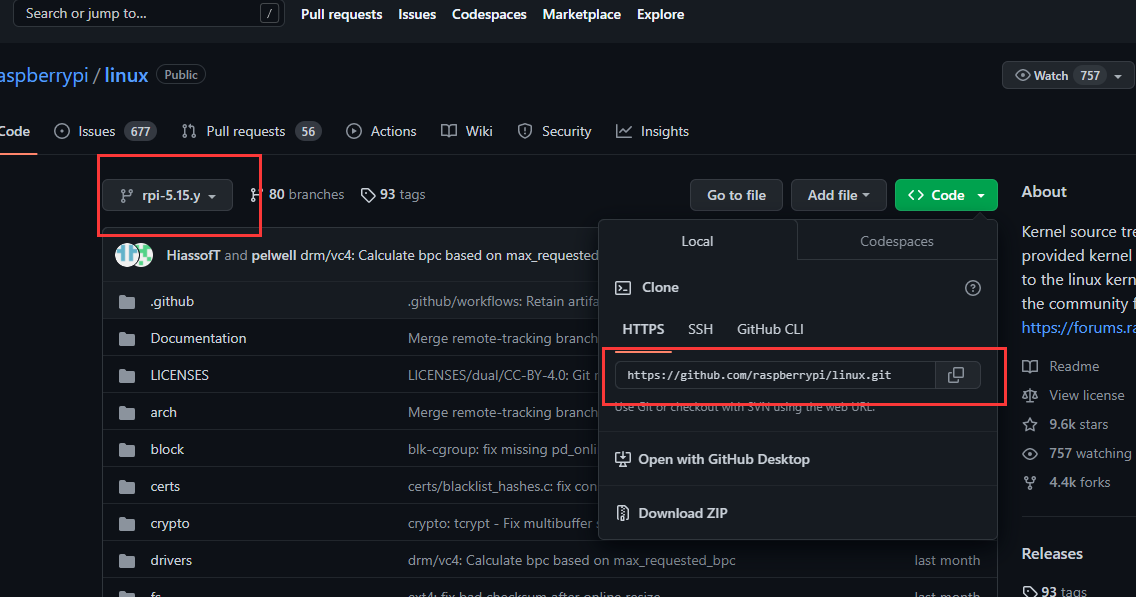 Search or jump to... /
Pull requests Issues Codespaces Marketplace Explore
aspberrypi / linux Public
Watch 757
Code Issues 677 Pull requests 56 Actions Wiki Security Insights
rpi-5.15.y 80 branches 93 tags
Go to file Add file <> Code
About
HiassofT and pelwell drm/vc4: Calculate bpc based on max_requested
Local Codespaces
Kernel source tre
provided kernel
to the linux kern
the community f
https://forums.ra
Clone
HTTPS SSH GitHub CLI
https://github.com/raspberrypi/linux.git
Use Git or checkout with SVN using the web URL.
Open with GitHub Desktop
Download ZIP
.github .github/workflows: Retain artifa
Documentation Merge remote-tracking branch
LICENSES LICENSES/dual/CC-BY-4.0: Git r
arch Merge remote-tracking branch
block blk-cgroup: fix missing pd_onli
certs certs/blacklist_hashes.c: fix con
crypto crypto: tcrypt - Fix multibuffer s
drivers drm/vc4: Calculate bpc based on max_requested_bpc last month
fs ext4: fix bad checksum after online resize last month
Readme
View license
9.6k stars
757 watching
4.4k forks
Releases
93 tags